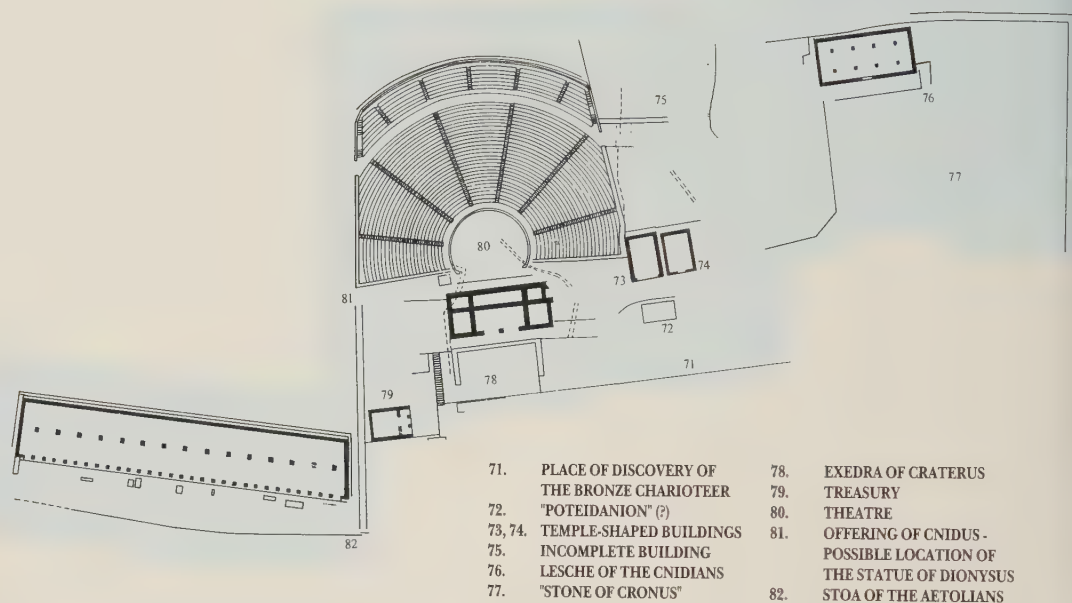 75
76
77
80
73
74
81
72
71
78
79
82
71. PLACE OF DISCOVERY OF
THE BRONZE CHARIOTEER
72. "POTEIDANION" (?)
73, 74. TEMPLE-SHAPED BUILDINGS
75. INCOMPLETE BUILDING
76. LESCHE OF THE CNIDIANS
77. "STONE OF CRONUS"
78. EXEDRA OF CRATERUS
79. TREASURY
80. THEATRE
81. OFFERING OF CNIDUS -
POSSIBLE LOCATION OF
THE STATUE OF DIONYSUS
82. STOA OF THE AETOLIANS